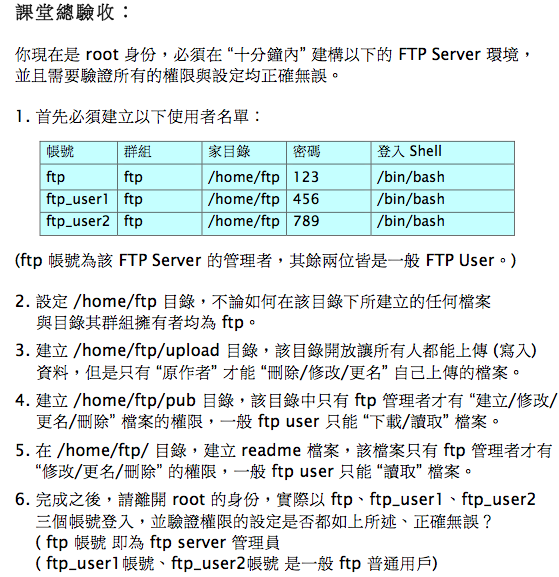 課堂總驗收：
你現在是 root 身份，必須在 “十分鐘內” 建構以下的 FTP Server 環境，
並且需要驗證所有的權限與設定均正確無誤。
1. 首先必須建立以下使用者名單：
帳號 群組 家目錄 密碼 登入 Shell
ftp ftp /home/ftp 123 /bin/bash
ftp_user1 ftp /home/ftp 456 /bin/bash
ftp_user2 ftp /home/ftp 789 /bin/bash
(ftp 帳號為該 FTP Server 的管理者，其餘兩位皆是一般 FTP User。)
2. 設定 /home/ftp 目錄，不論如何在該目錄下所建立的任何檔案
與目錄其群組擁有者均為 ftp。
3. 建立 /home/ftp/upload 目錄，該目錄開放讓所有人都能上傳 (寫入)
資料，但是只有 “原作者” 才能 “刪除/修改/更名” 自己上傳的檔案。
4. 建立 /home/ftp/pub 目錄，該目錄中只有 ftp 管理者才有 “建立/修改/
更名/刪除” 檔案的權限，一般 ftp user 只能 “下載/讀取” 檔案。
5. 在 /home/ftp/ 目錄，建立 readme 檔案，該檔案只有 ftp 管理者才有
“修改/更名/刪除” 的權限，一般 ftp user 只能 “讀取” 檔案。
6. 完成之後，請離開 root 的身份，實際以 ftp、ftp_user1、ftp_user2
三個帳號登入，並驗證權限的設定是否都如上所述、正確無誤？
( ftp 帳號 即為 ftp server 管理員
( ftp_user1帳號、ftp_user2帳號 是一般 ftp 普通用戶)